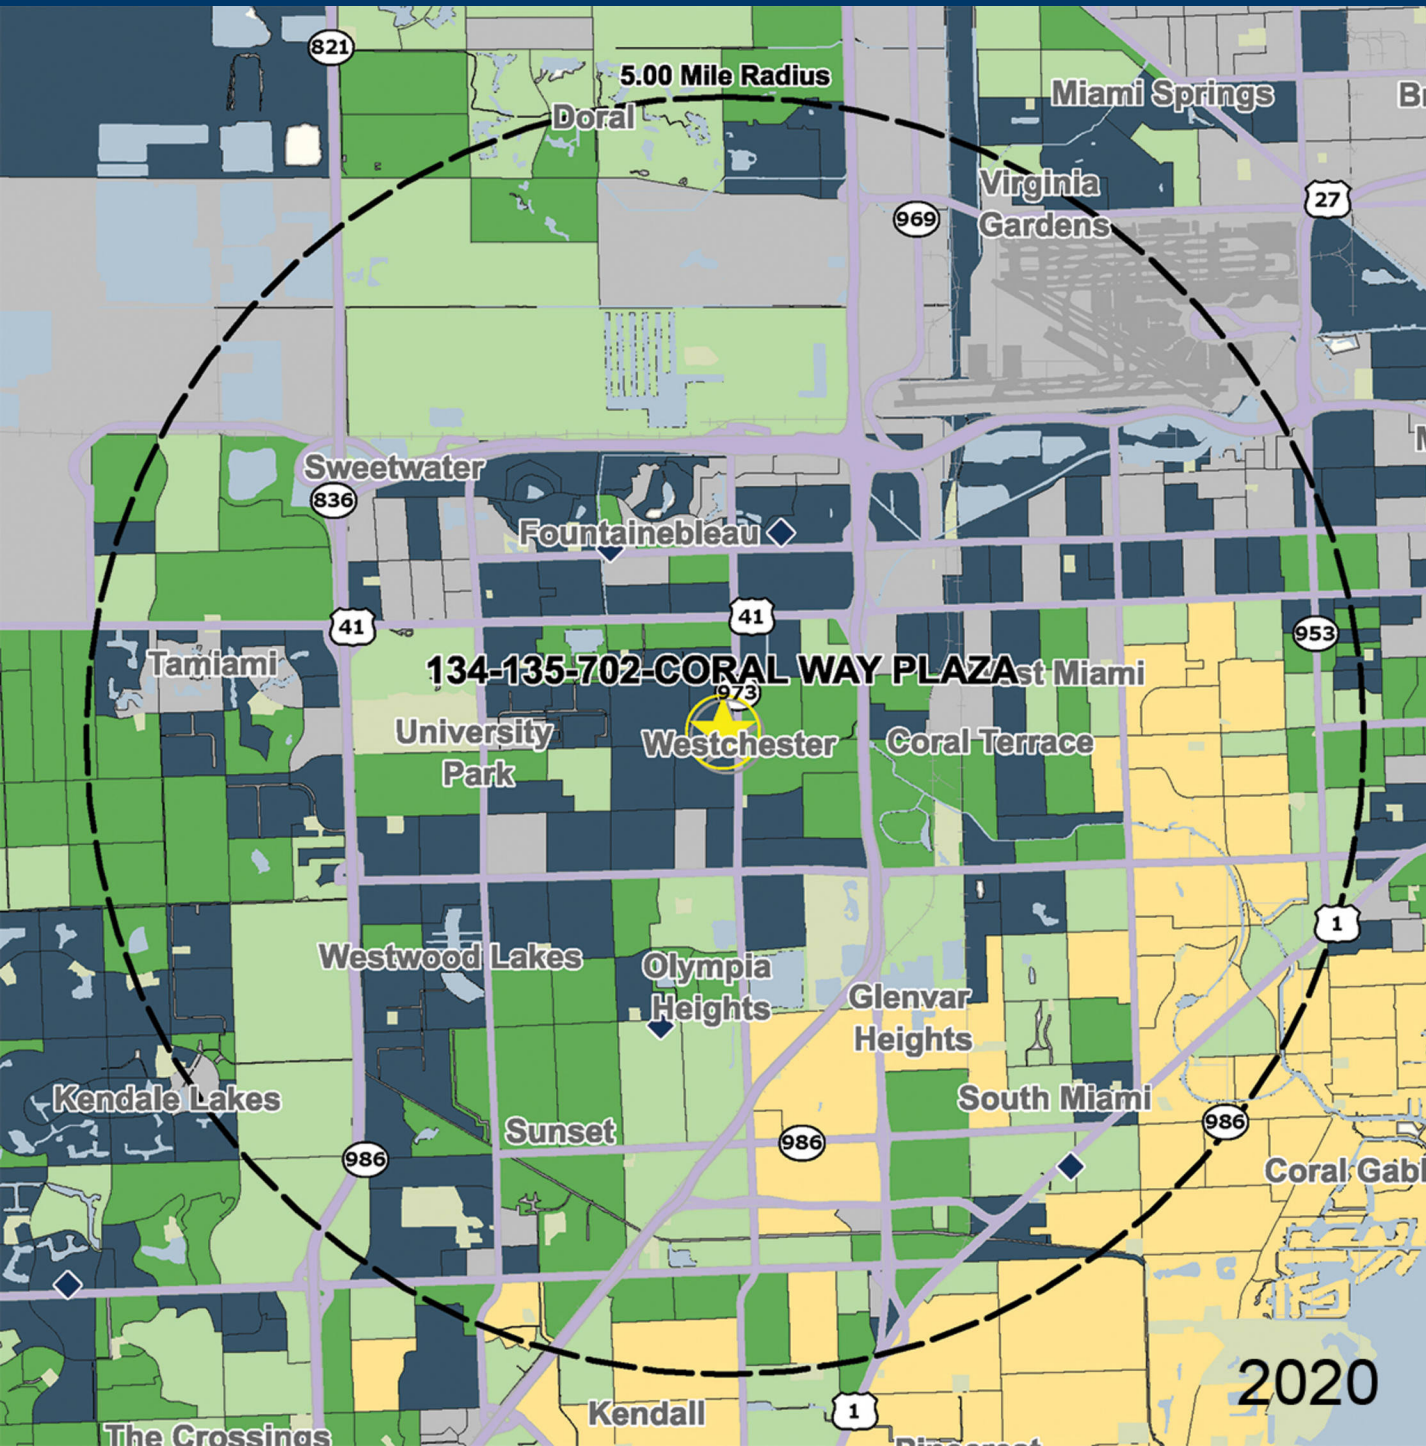 821
5.00 Mile Radius
Doral
Miami Springs
Br
Virginia
Gardens
969
27
Sweetwater
836
Fountainebleau
41
41
953
Tamiami
134-135-702-CORAL WAY PLAZA
st Miami
973
University
Park
Westchester
Coral Terrace
1
Westwood Lakes
Olympia
Heights
Glenvar
Heights
Kendale Lakes
South Miami
Sunset
986
986
986
Coral Gabl
2020
Kendall
1
The Crossings
Pinecrest